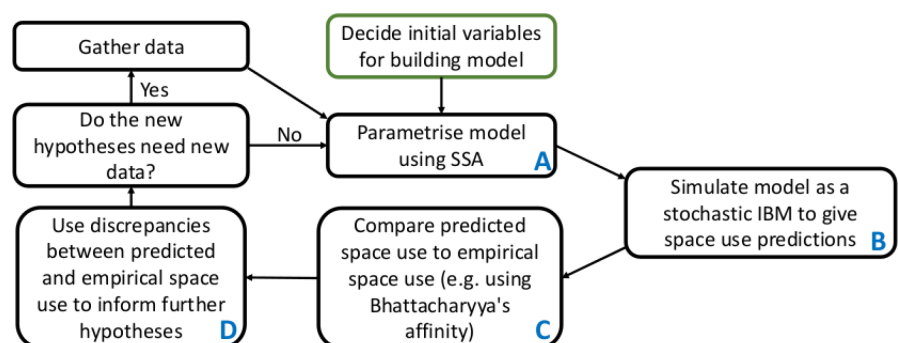 Gather data
Decide initial variables
for building model
Yes
Do the new
hypotheses need new
data?
No
Parametrise model
using SSA
A
Simulate model as a
stochastic IBM to give
space use predictions
B
Use discrepancies
between predicted
and empirical space
use to inform further
hypotheses
D
Compare predicted
space use to empirical
space use (e.g. using
Bhattacharyya's
affinity)
C